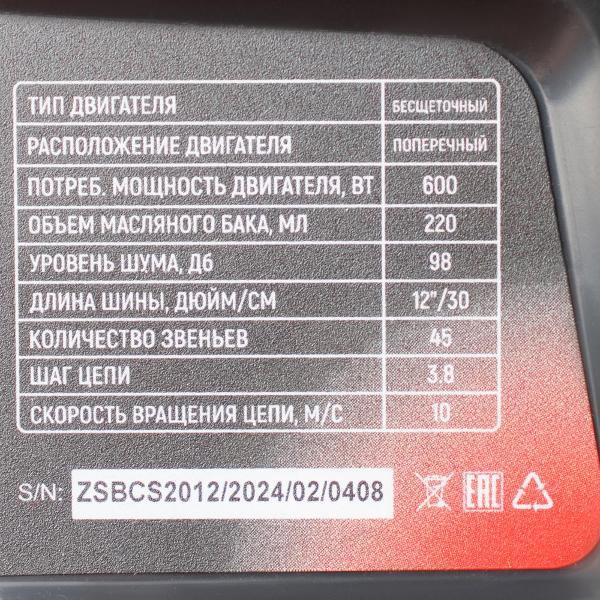 ТИП ДВИГАТЕЛЯ БЕСЩЕТОЧНЫЙ
РАСПОЛОЖЕНИЕ ДВИГАТЕЛЯ ПОПЕРЕЧНЫЙ
ПОТРЕБ. МОЩНОСТЬ ДВИГАТЕЛЯ, ВТ 600
ОБЪЕМ МАСЛЯНОГО БАКА, МЛ 220
УРОВЕНЬ ШУМА, Дб 98
ДЛИНА ШИНЫ, ДЮЙМ/СМ 12"/30
КОЛИЧЕСТВО ЗВЕНЬЕВ 45
ШАГ ЦЕПИ 3.8
СКОРОСТЬ ВРАЩЕНИЯ ЦЕПИ, М/С 10
S/N: ZSBCS2012/2024/02/0408 EAC